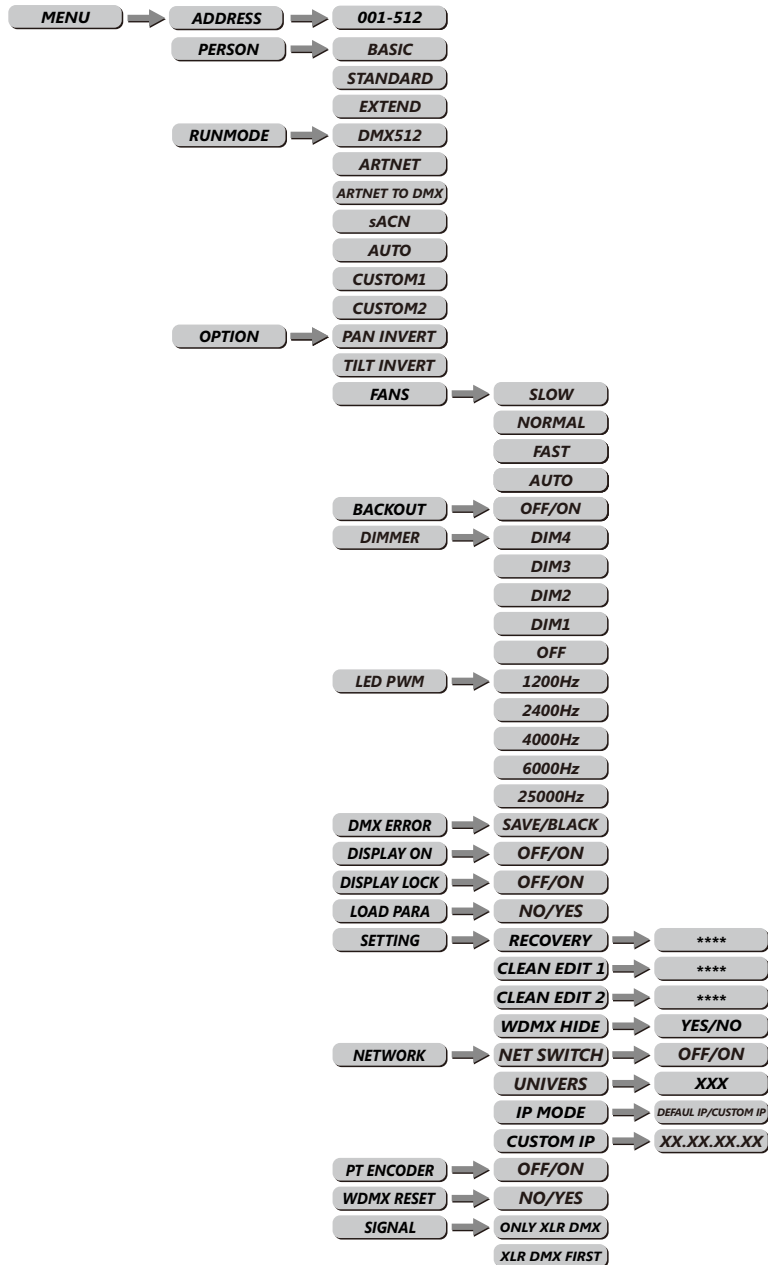 MENU ADDRESS 001-512
PERSON BASIC
STANDARD
EXTEND
RUNMODE DMX512
ARTNET
ARTNET TO DMX
sACN
AUTO
CUSTOM1
CUSTOM2
OPTION PAN INVERT
TILT INVERT
FANS SLOW
NORMAL
FAST
AUTO
BACKOUT OFF/ON
DIMMER DIM4
DIM3
DIM2
DIM1
OFF
LED PWM 1200Hz
2400Hz
4000Hz
6000Hz
25000Hz
DMX ERROR SAVE/BLACK
DISPLAY ON OFF/ON
DISPLAY LOCK OFF/ON
LOAD PARA NO/YES
SETTING RECOVERY ****
CLEAN EDIT 1 ****
CLEAN EDIT 2 ****
WDMX HIDE YES/NO
NETWORK NET SWITCH OFF/ON
UNIVERS XXX
IP MODE DEFAUL IP/CUSTOM IP
CUSTOM IP XX.XX.XX.XX
PT ENCODER OFF/ON
WDMX RESET NO/YES
SIGNAL ONLY XLR DMX
XLR DMX FIRST